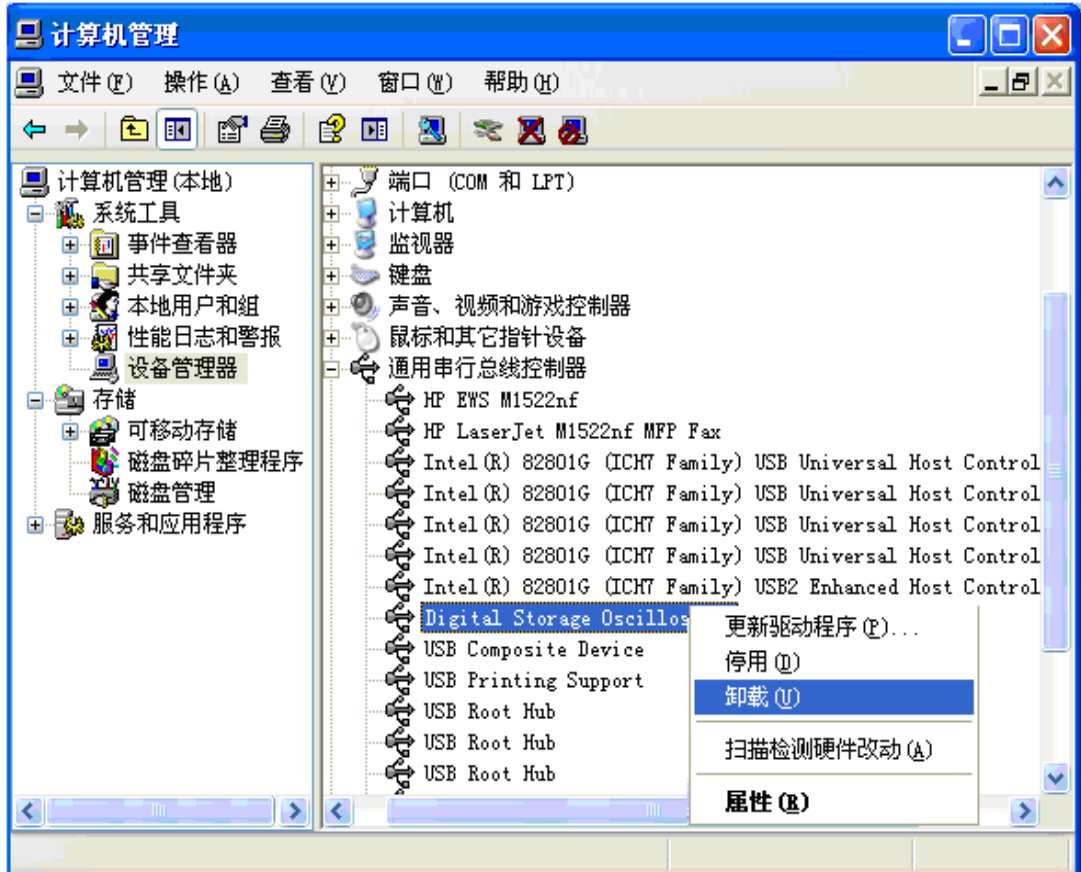 计算机管理
文件(F) 操作(A) 查看(V) 窗口(W) 帮助(H)
计算机管理(本地)
系统工具
事件查看器
共享文件夹
本地用户和组
性能日志和警报
设备管理器
存储
可移动存储
磁盘碎片整理程序
磁盘管理
服务和应用程序
端口 (COM 和 LPT)
计算机
监视器
键盘
声音、视频和游戏控制器
鼠标和其它指针设备
通用串行总线控制器
HP EWS M1522nf
HP LaserJet M1522nf MFP Fax
Intel(R) 82801G (ICH7 Family) USB Universal Host Control
Intel(R) 82801G (ICH7 Family) USB Universal Host Control
Intel(R) 82801G (ICH7 Family) USB Universal Host Control
Intel(R) 82801G (ICH7 Family) USB Universal Host Control
Intel(R) 82801G (ICH7 Family) USB2 Enhanced Host Control
Digital Storage Oscillos
USB Composite Device
USB Printing Support
USB Root Hub
USB Root Hub
USB Root Hub
更新驱动程序(P)...
停用(D)
卸载(U)
扫描检测硬件改动(A)
属性(R)